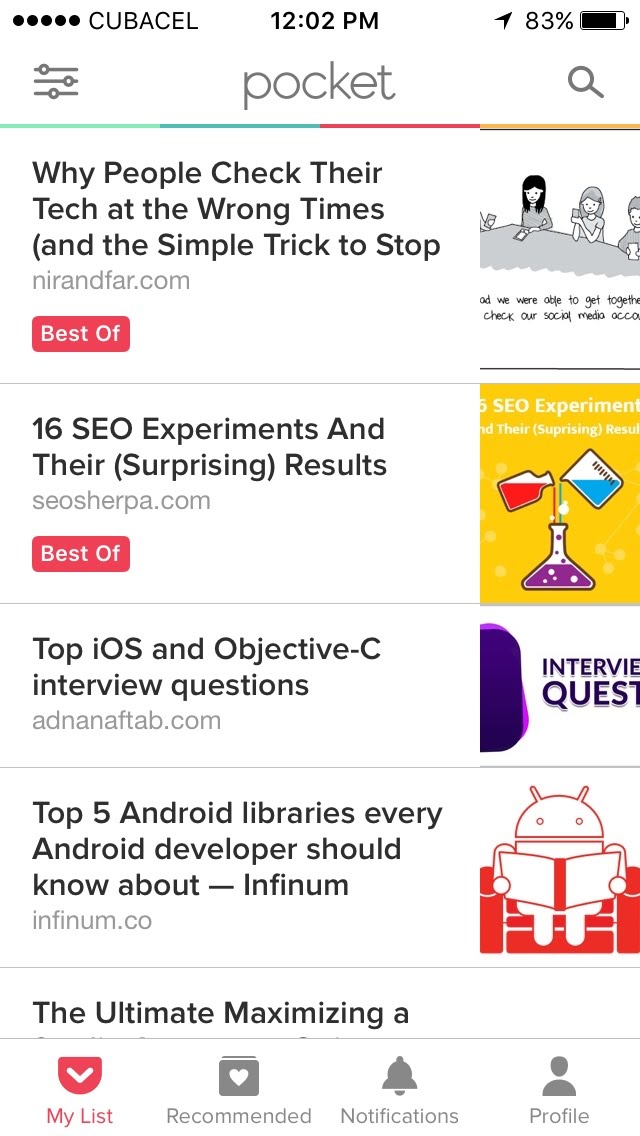 CUBACEL 12:02 PM 83%
pocket
Why People Check Their
Tech at the Wrong Times
(and the Simple Trick to Stop
nirandfar.com
Best Of
ad we were able to get togethe
check our social media accou
16 SEO Experiments And
Their (Surprising) Results
seosherpa.com
Best Of
6 SEO Experiment
nd Their (Suprising) Resul
Top iOS and Objective-C
interview questions
adnanaftab.com
INTERVIE
QUEST
Top 5 Android libraries every
Android developer should
know about — Infinum
infinum.co
The Ultimate Maximizing a
My List Recommended Notifications Profile